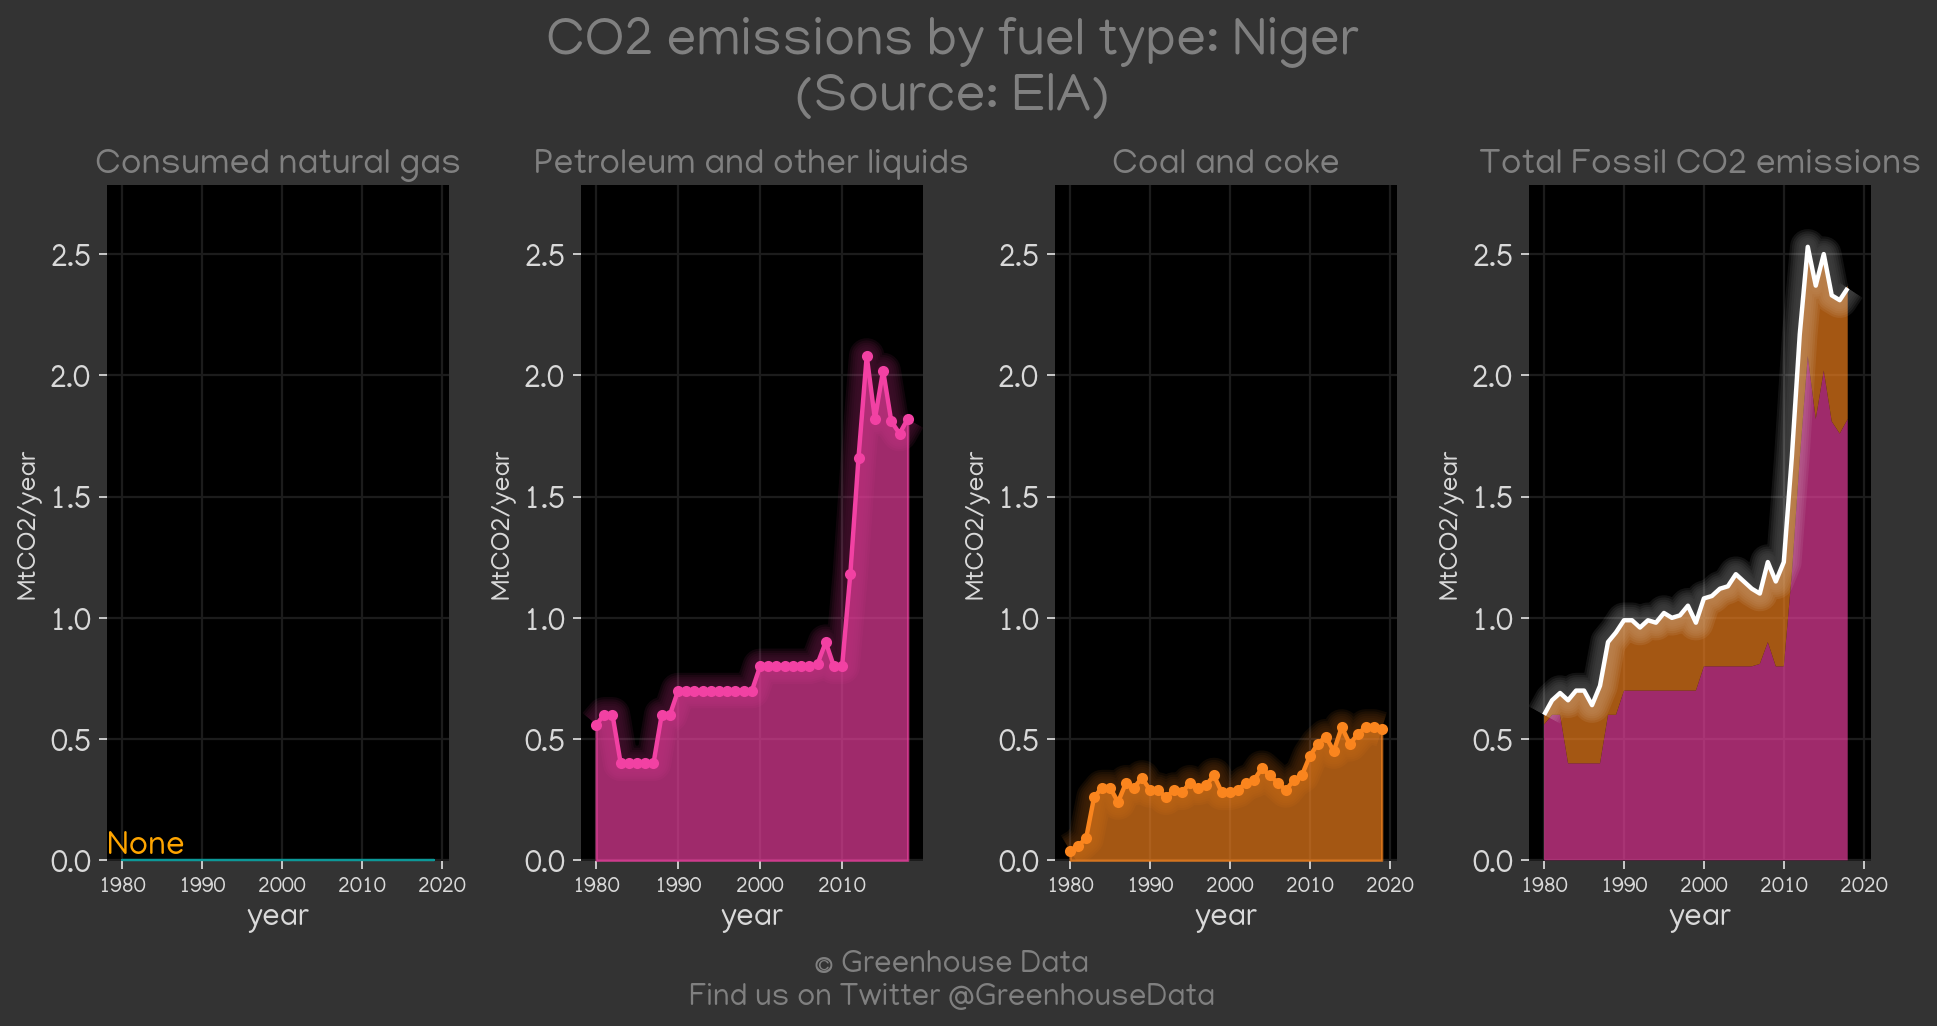 CO2 emissions by fuel type: Niger
(Source: EIA)
Consumed natural gas
Petroleum and other liquids
Coal and coke
Total Fossil CO2 emissions
MtCO2/year
2.5
2.0
1.5
1.0
0.5
0.0
None
1980 1990 2000 2010 2020
year
MtCO2/year
2.5
2.0
1.5
1.0
0.5
0.0
1980 1990 2000 2010
year
MtCO2/year
2.5
2.0
1.5
1.0
0.5
0.0
1980 1990 2000 2010 2020
year
MtCO2/year
2.5
2.0
1.5
1.0
0.5
0.0
1980 1990 2000 2010 2020
year
© Greenhouse Data
Find us on Twitter @GreenhouseData